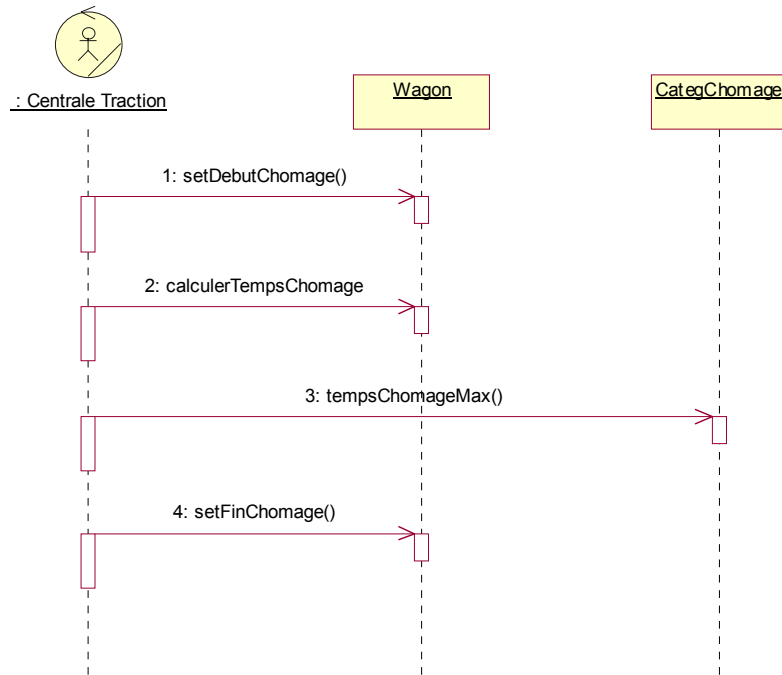 : Centrale Traction
Wagon
CategChomage
1: setDebutChomage()
2: calculerTempsChomage
3: tempsChomageMax()
4: setFinChomage()